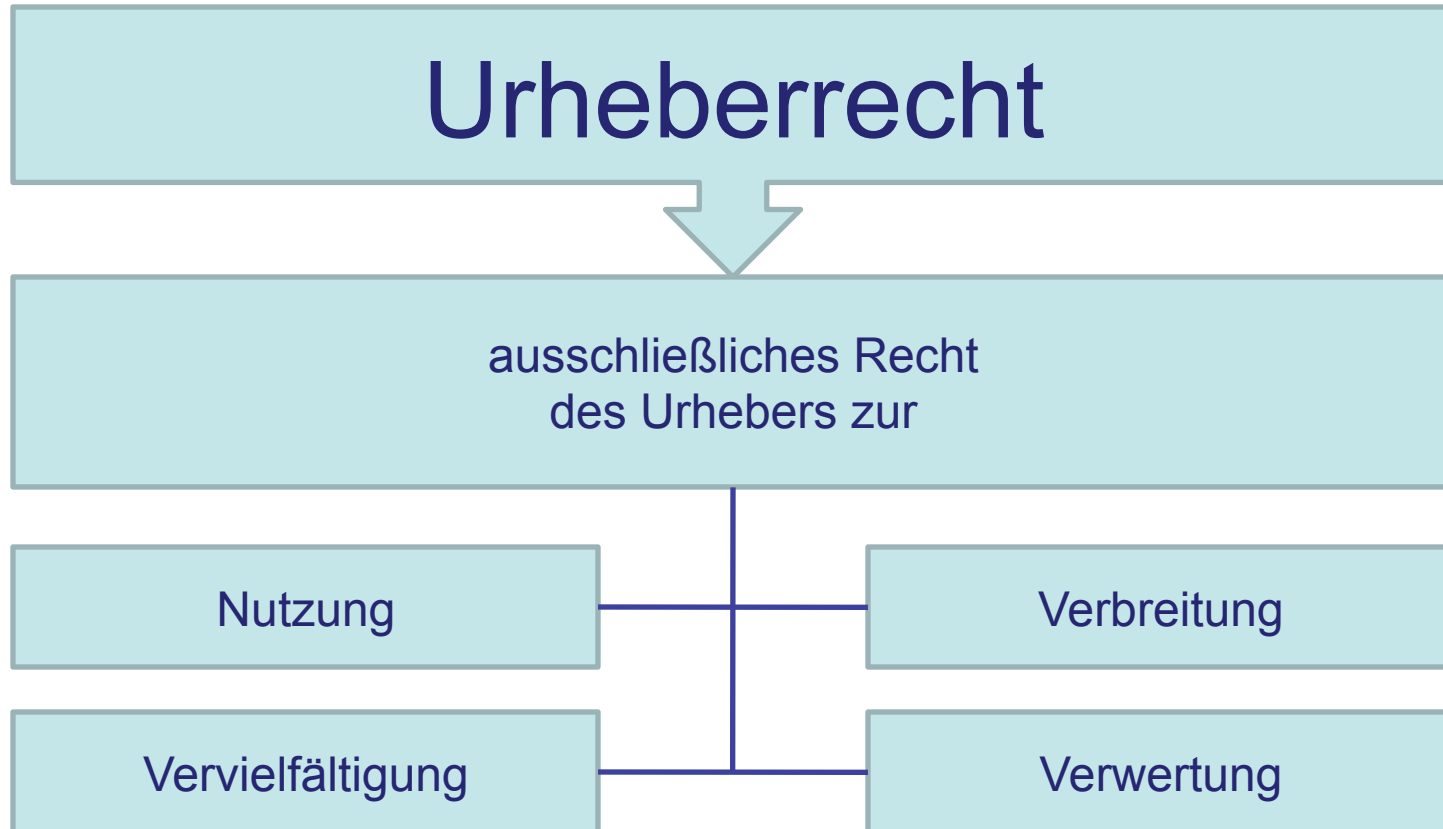 Urheberrecht
ausschließliches Recht
des Urhebers zur
Nutzung
Verbreitung
Vervielfältigung
Verwertung